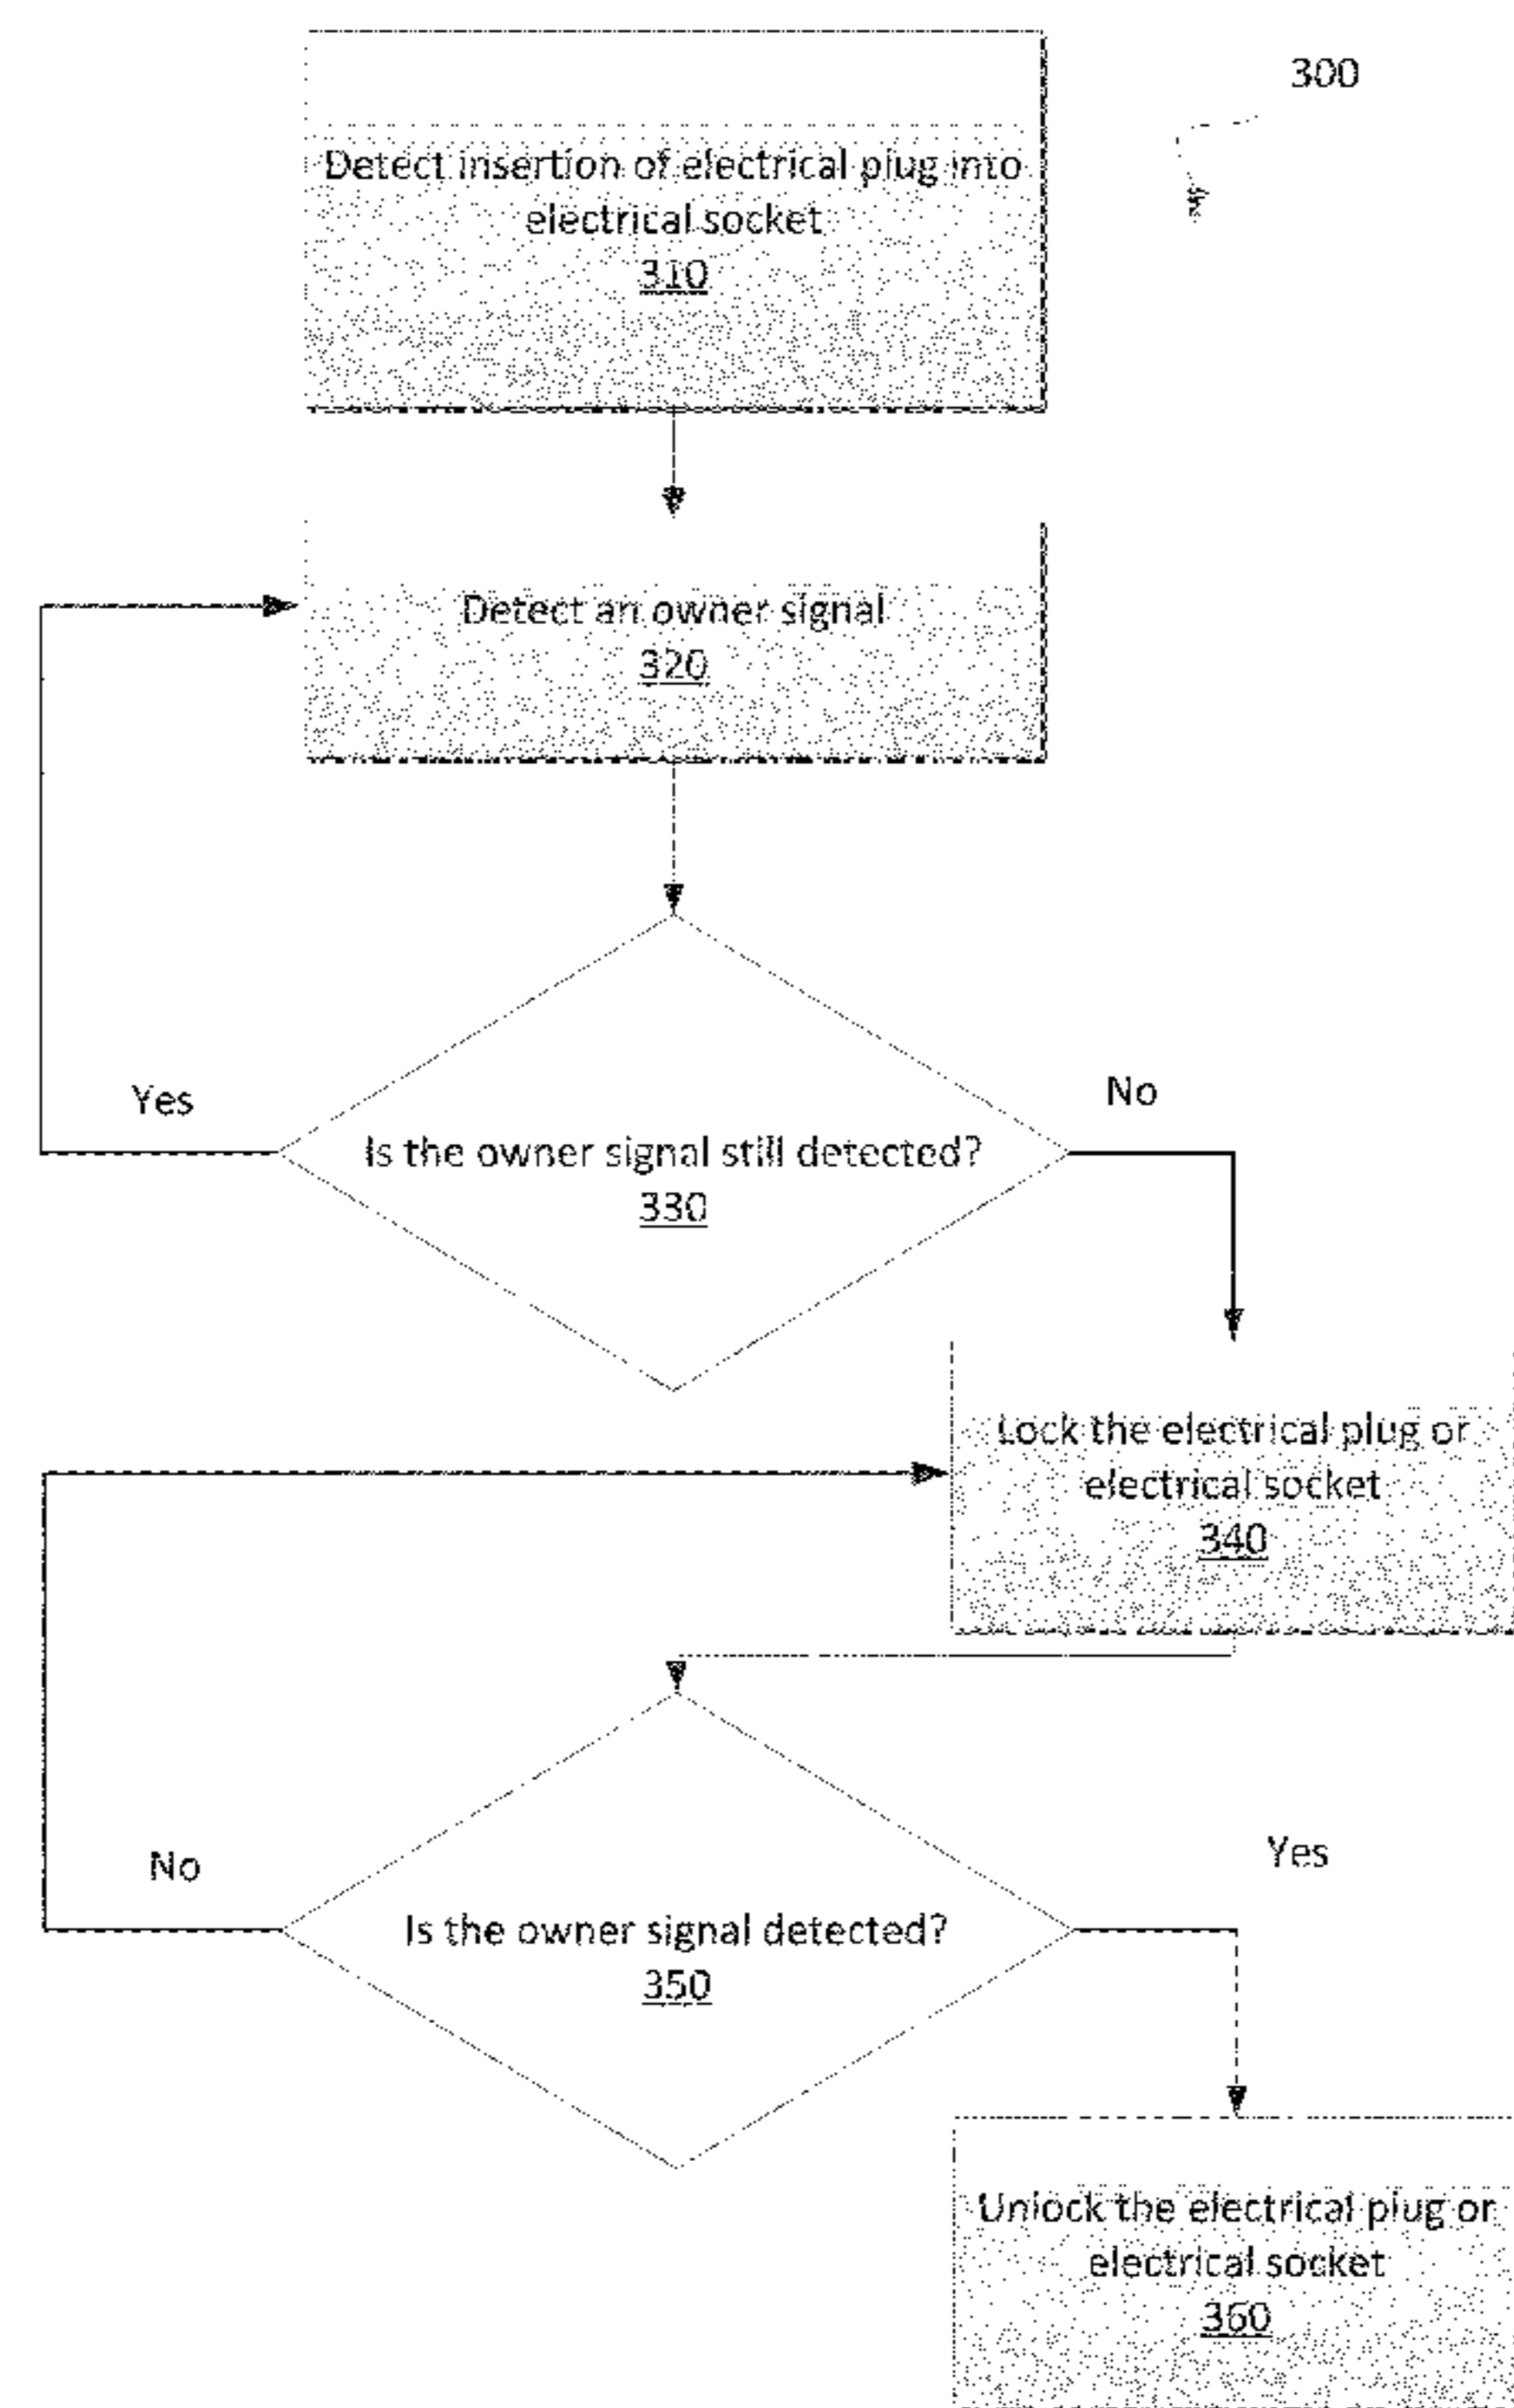 300
Detect insertion of electrical plug into
electrical socket
310
Detect an owner signal
320
Yes
No
Is the owner signal still detected?
330
Lock the electrical plug or
electrical socket
340
No
Yes
Is the owner signal detected?
350
Unlock the electrical plug or
electrical socket
360